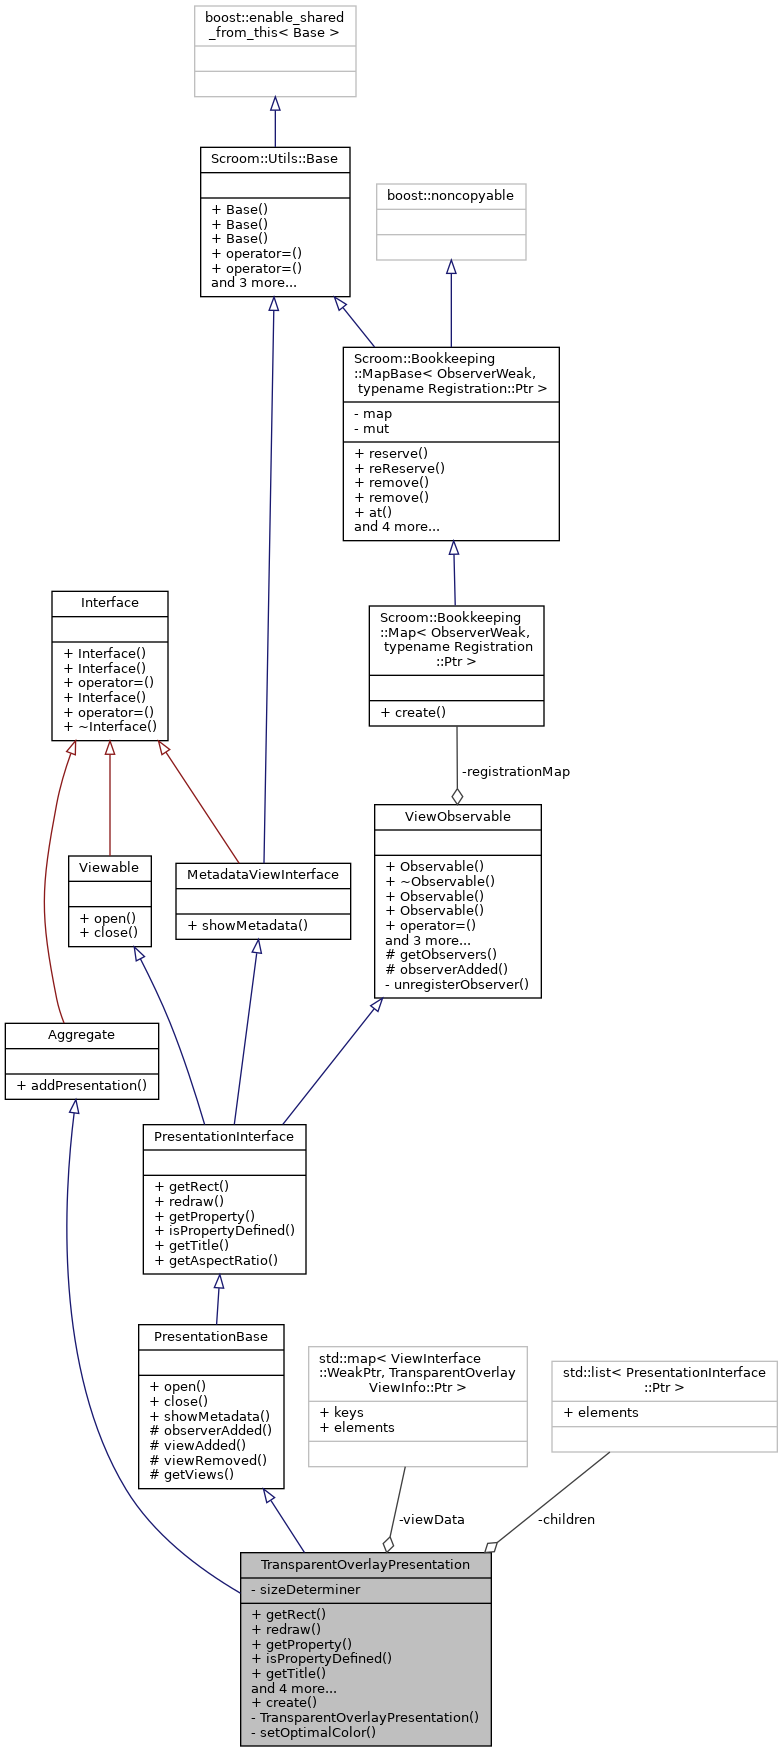 boost::enable_shared
_from_this< Base >
Scroom::Utils::Base
+ Base()
+ Base()
+ Base()
+ operator=()
+ operator=()
and 3 more...
boost::noncopyable
Scroom::Bookkeeping
::MapBase< ObserverWeak,
typename Registration::Ptr >
- map
- mut
+ reserve()
+ reReserve()
+ remove()
+ remove()
+ at()
and 4 more...
Interface
+ Interface()
+ Interface()
+ operator=()
+ Interface()
+ operator=()
+ ~Interface()
Scroom::Bookkeeping
::Map< ObserverWeak,
typename Registration
::Ptr >
+ create()
-registrationMap
Viewable
+ open()
+ close()
MetadataViewInterface
+ showMetadata()
ViewObservable
+ Observable()
+ ~Observable()
+ Observable()
+ Observable()
+ operator=()
and 3 more...
# getObservers()
# observerAdded()
- unregisterObserver()
Aggregate
+ addPresentation()
PresentationInterface
+ getRect()
+ redraw()
+ getProperty()
+ isPropertyDefined()
+ getTitle()
+ getAspectRatio()
PresentationBase
+ open()
+ close()
+ showMetadata()
# observerAdded()
# viewAdded()
# viewRemoved()
# getViews()
std::map< ViewInterface
::WeakPtr, TransparentOverlay
ViewInfo::Ptr >
+ keys
+ elements
std::list< PresentationInterface
::Ptr >
+ elements
-viewData
-children
TransparentOverlayPresentation
- sizeDeterminer
+ getRect()
+ redraw()
+ getProperty()
+ isPropertyDefined()
+ getTitle()
and 4 more...
+ create()
- TransparentOverlayPresentation()
- setOptimalColor()